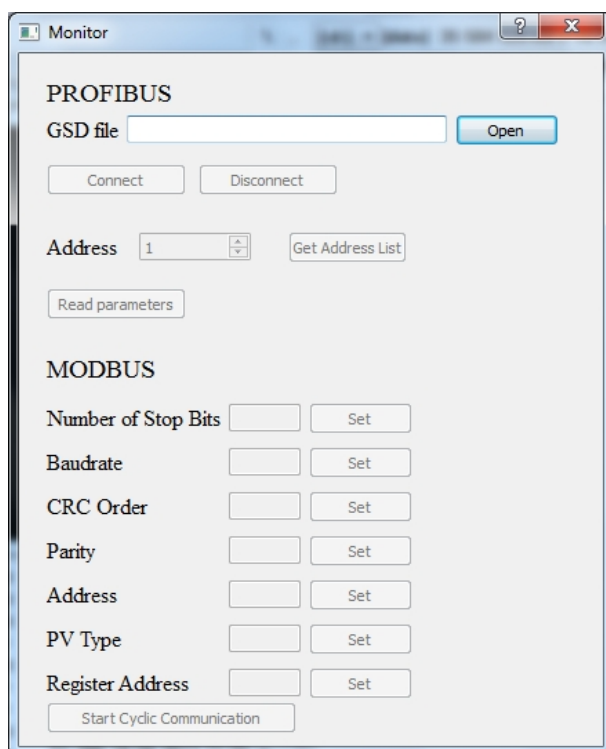 Monitor
PROFIBUS
GSD file Open
Connect Disconnect
Address 1 Get Address List
Read parameters
MODBUS
Number of Stop Bits Set
Baudrate Set
CRC Order Set
Parity Set
Address Set
PV Type Set
Register Address Set
Start Cyclic Communication